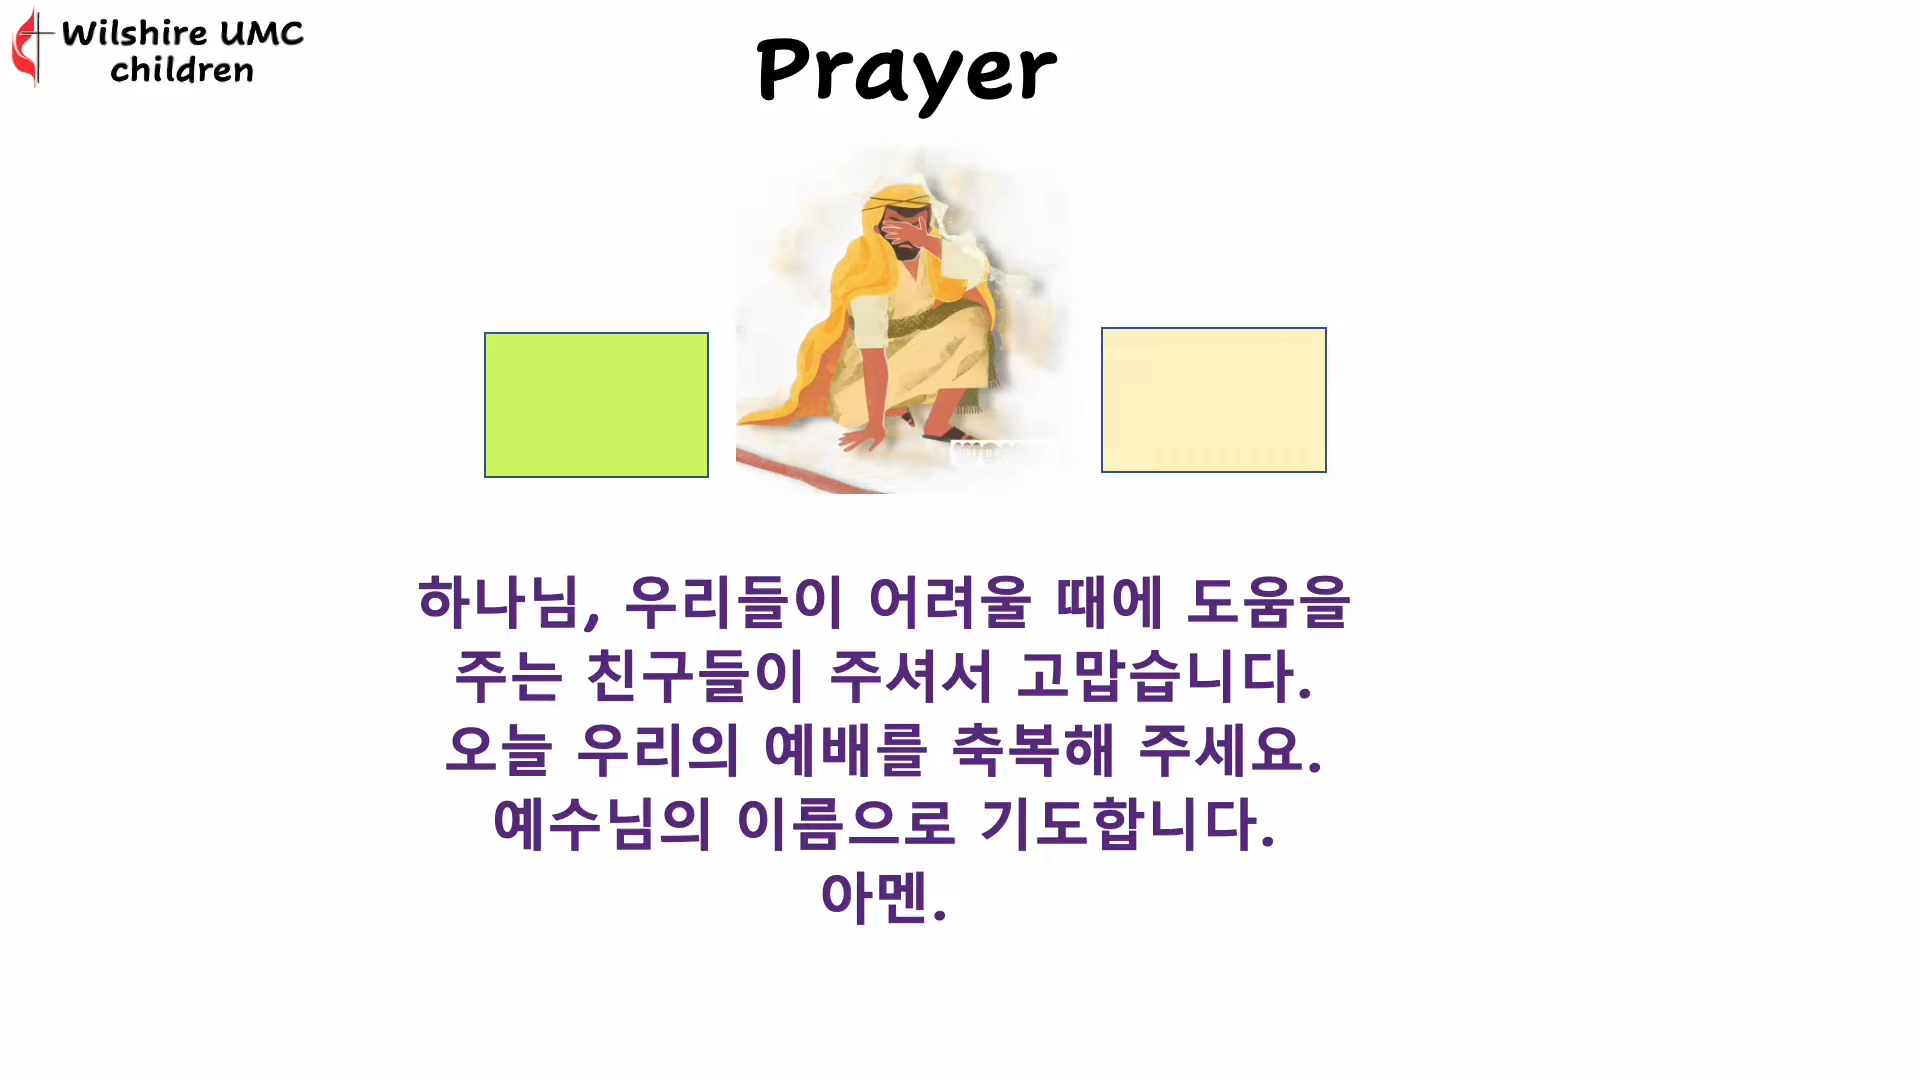 Wilshire UMC
children
Prayer
하나님, 우리들이 어려울 때에 도움을
주는 친구들이 주셔서 고맙습니다.
오늘 우리의 예배를 축복해 주세요.
예수님의 이름으로 기도합니다.
아멘.